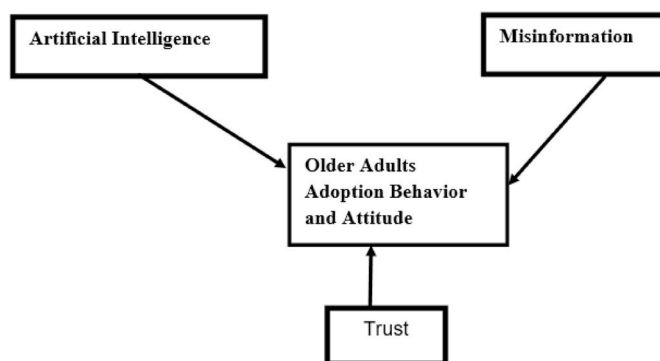 Artificial Intelligence
Misinformation
Older Adults
Adoption Behavior
and Attitude
Trust